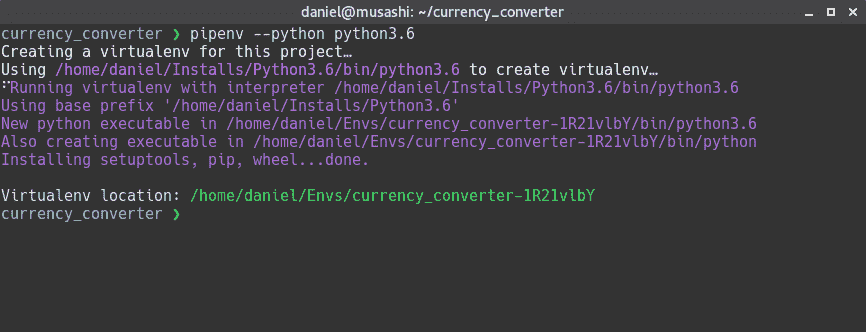 daniel@musashi: ~/currency_converter
currency_converter ❯ pipenv --python python3.6
Creating a virtualenv for this project…
Using /home/daniel/Installs/Python3.6/bin/python3.6 to create virtualenv…
⠋Running virtualenv with interpreter /home/daniel/Installs/Python3.6/bin/python3.6
Using base prefix '/home/daniel/Installs/Python3.6'
New python executable in /home/daniel/Envs/currency_converter-1R21vlbY/bin/python3.6
Also creating executable in /home/daniel/Envs/currency_converter-1R21vlbY/bin/python
Installing setuptools, pip, wheel...done.
Virtualenv location: /home/daniel/Envs/currency_converter-1R21vlbY
currency_converter ❯